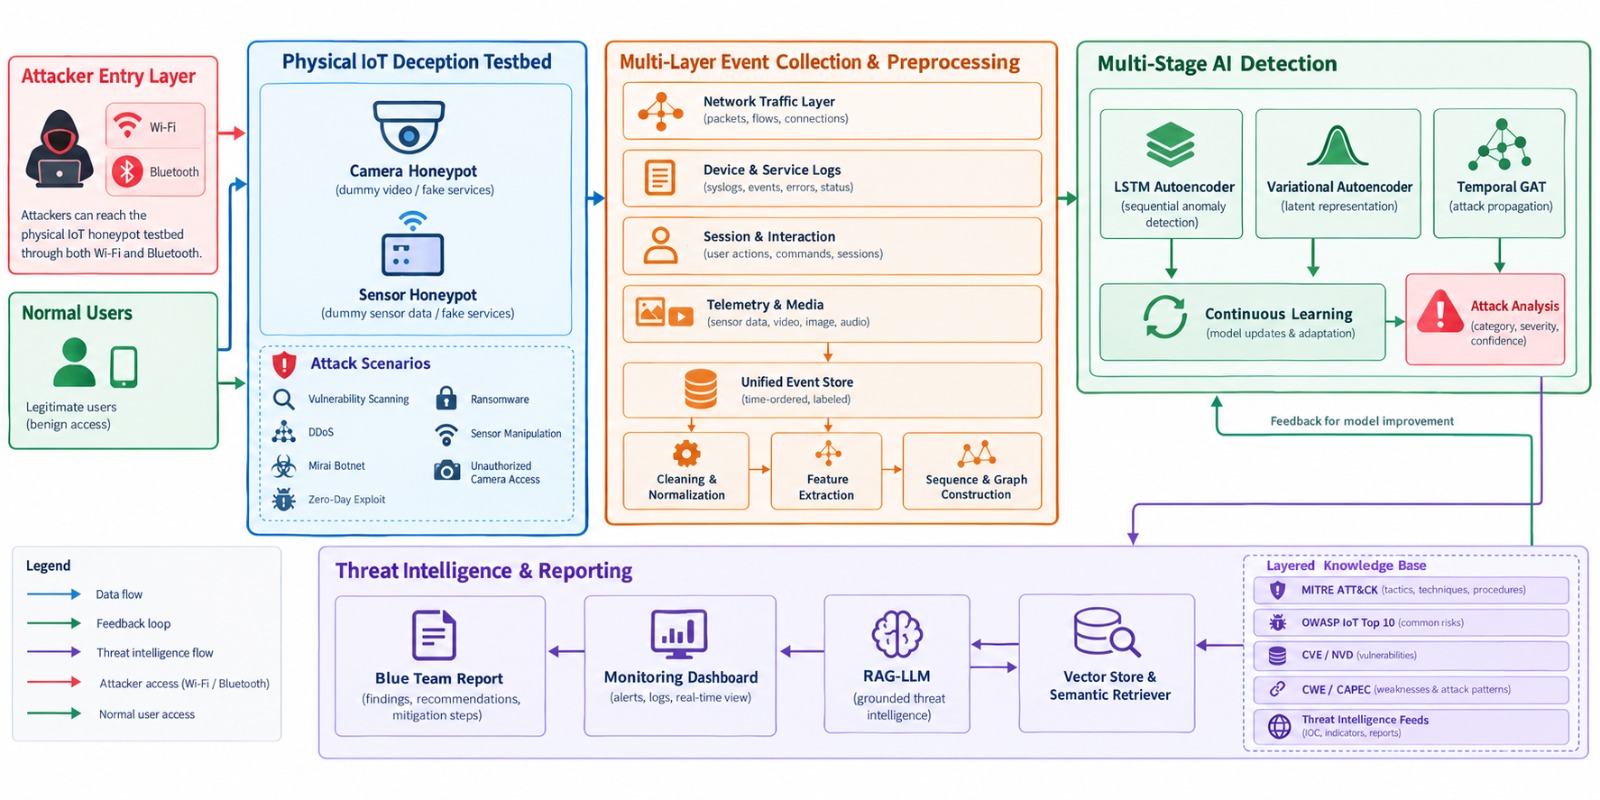 Attacker Entry Layer
Wi-Fi
Bluetooth
Attackers can reach the
physical IoT honeypot testbed
through both Wi-Fi and Bluetooth.
Normal Users
Legitimate users
(benign access)
Physical IoT Deception Testbed
Camera Honeypot
(dummy video / fake services)
Sensor Honeypot
(dummy sensor data / fake services)
Attack Scenarios
Vulnerability Scanning
Ransomware
DDoS
Sensor Manipulation
Mirai Botnet
Unauthorized
Camera Access
Zero-Day Exploit
Multi-Layer Event Collection & Preprocessing
Network Traffic Layer
(packets, flows, connections)
Device & Service Logs
(syslogs, events, errors, status)
Session & Interaction
(user actions, commands, sessions)
Telemetry & Media
(sensor data, video, image, audio)
Unified Event Store
(time-ordered, labeled)
Cleaning &
Normalization
Feature
Extraction
Sequence & Graph
Construction
Multi-Stage AI Detection
LSTM Autoencoder
(sequential anomaly
detection)
Variational Autoencoder
(latent representation)
Temporal GAT
(attack propagation)
Continuous Learning
(model updates & adaptation)
Attack Analysis
(category, severity,
confidence)
Feedback for model improvement
Legend
Data flow
Feedback loop
Threat intelligence flow
Attacker access (Wi-Fi / Bluetooth)
Normal user access
Threat Intelligence & Reporting
Blue Team Report
(findings, recommendations,
mitigation steps)
Monitoring Dashboard
(alerts, logs, real-time view)
RAG-LLM
(grounded threat
intelligence)
Vector Store &
Semantic Retriever
Layered Knowledge Base
MITRE ATT&CK (tactics, techniques, procedures)
OWASP IoT Top 10 (common risks)
CVE / NVD (vulnerabilities)
CWE / CAPEC (weaknesses & attack patterns)
Threat Intelligence Feeds
(IOC, indicators, reports)